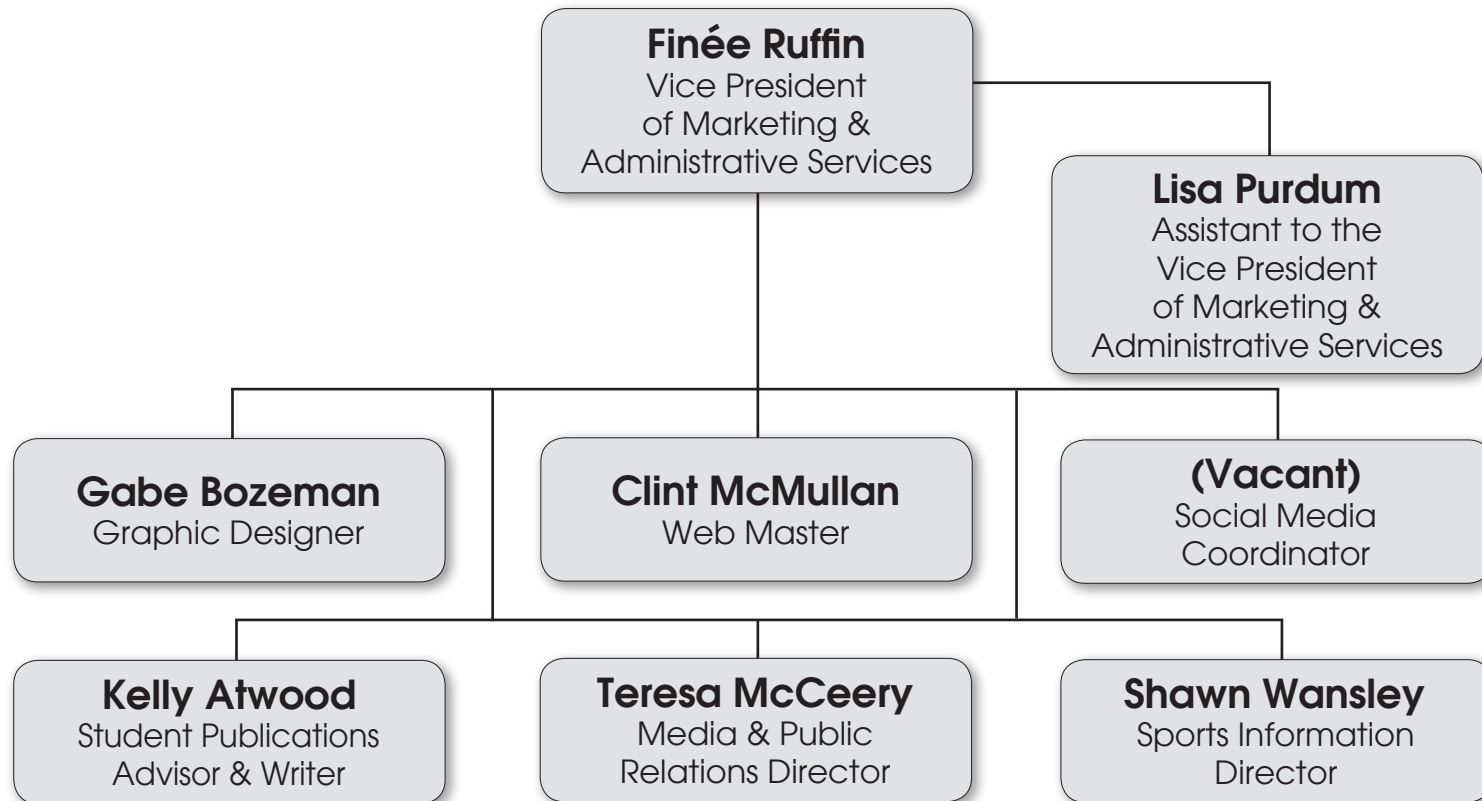 Finée Ruffin
Vice President
of Marketing &
Administrative Services
Lisa Purdum
Assistant to the
Vice President
of Marketing &
Administrative Services
Gabe Bozeman
Graphic Designer
Clint McMullan
Web Master
(Vacant)
Social Media
Coordinator
Kelly Atwood
Student Publications
Advisor & Writer
Teresa McCeery
Media & Public
Relations Director
Shawn Wansley
Sports Information
Director